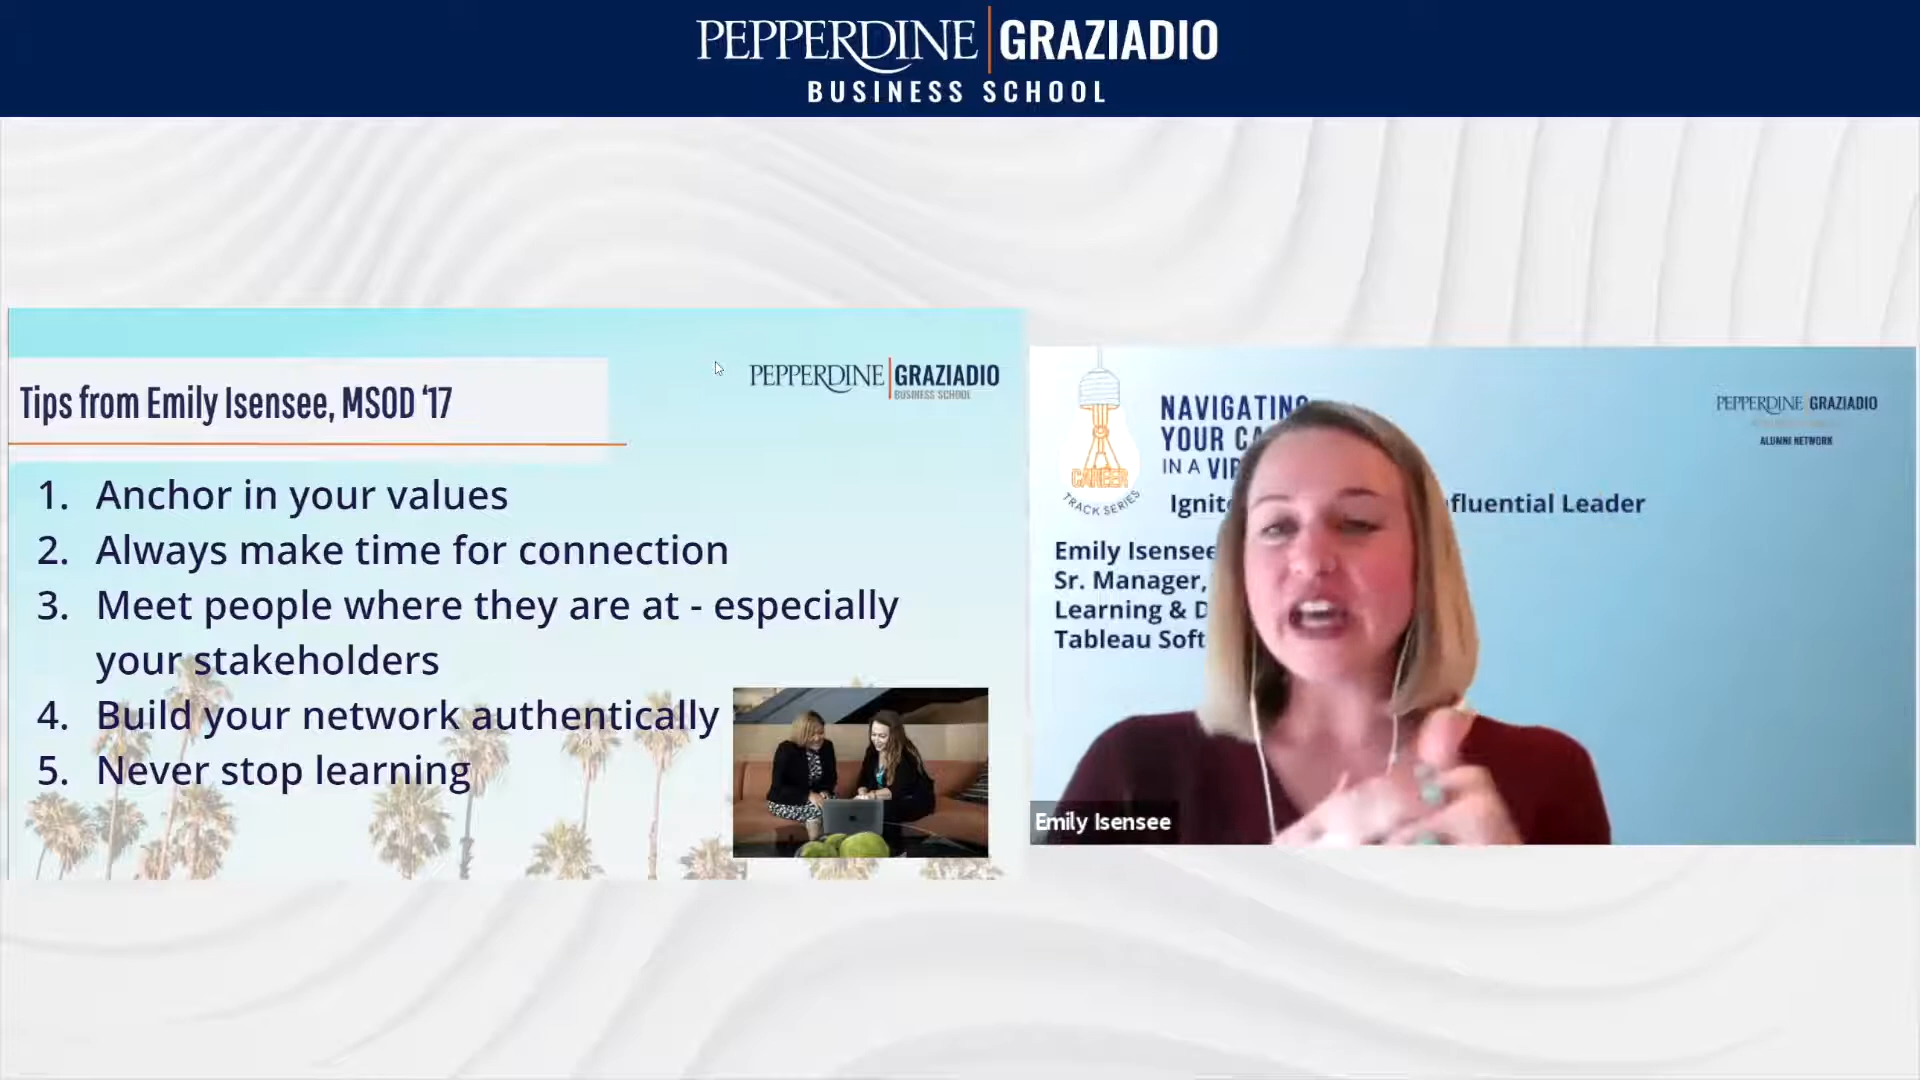 PEPPERDINE GRAZIADIO
BUSINESS SCHOOL
Tips from Emily Isensee, MSOD ‘17
PEPPERDINE GRAZIADIO
BUSINESS SCHOOL
1. Anchor in your values
2. Always make time for connection
3. Meet people where they are at - especially
your stakeholders
4. Build your network authentically
5. Never stop learning
NAVIGATING
YOUR CA
IN A VIR
CAREER
TRACK SERIES
Ignit fluential Leader
Emily Isensee
Sr. Manager,
Learning & D
Tableau Soft
PEPPERDINE GRAZIADIO
ALUMNI NETWORK
Emily Isensee